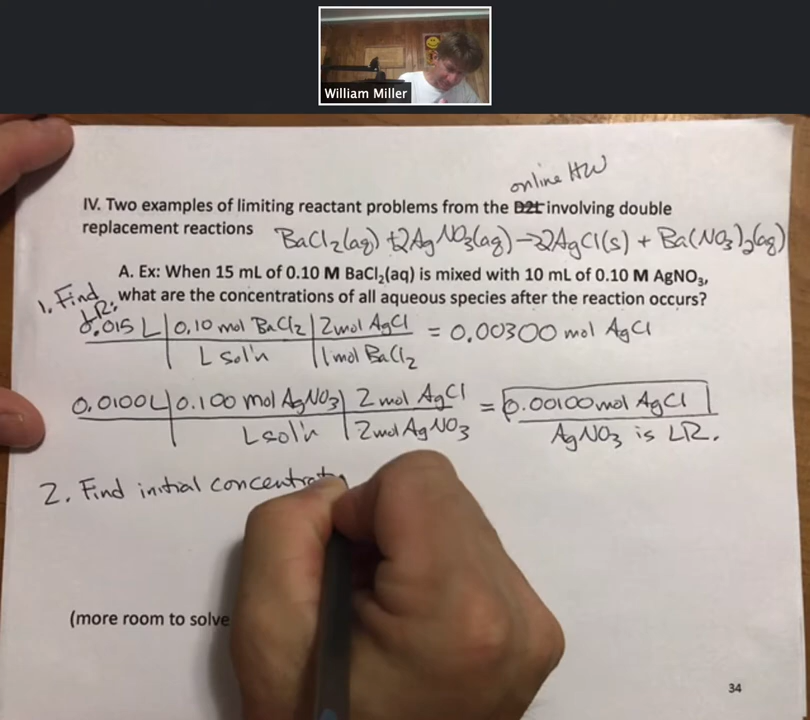 William Miller
online HW
IV. Two examples of limiting reactant problems from the D2L involving double
replacement reactions BaCl₂(aq) + 2AgNO₃(aq) → 2AgCl(s) + Ba(NO₃)₂(aq)
A. Ex: When 15 mL of 0.10 M BaCl₂(aq) is mixed with 10 mL of 0.10 M AgNO₃,
1. Find what are the concentrations of all aqueous species after the reaction occurs?
LR:
0.015 L | 0.10 mol BaCl₂ | 2 mol AgCl = 0.00300 mol AgCl
L sol'n | 1 mol BaCl₂
0.0100 L | 0.100 mol AgNO₃ | 2 mol AgCl = 0.00100 mol AgCl
L sol'n | 2 mol AgNO₃ AgNO₃ is LR.
2. Find initial concentrat
(more room to solve
34